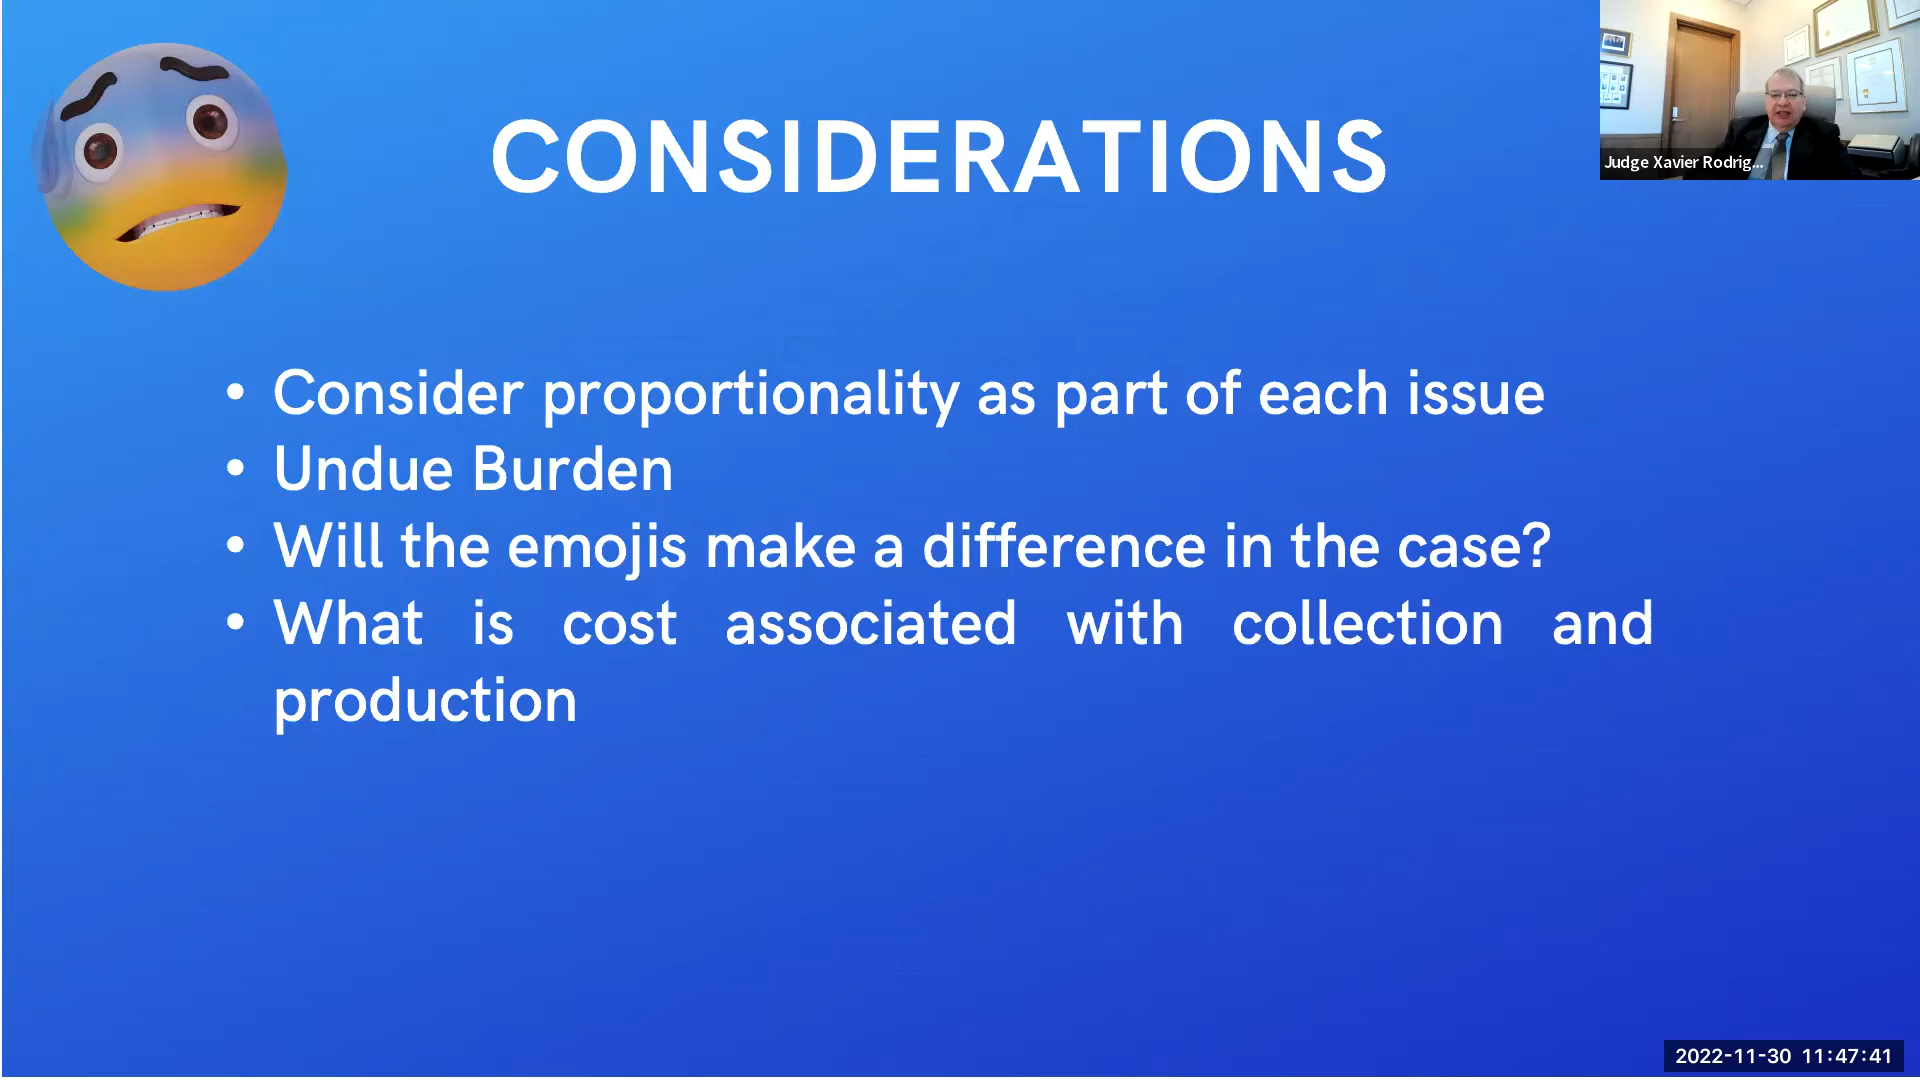 CONSIDERATIONS
Judge Xavier Rodrig...
• Consider proportionality as part of each issue
• Undue Burden
• Will the emojis make a difference in the case?
• What is cost associated with collection and
production
2022-11-30 11:47:41